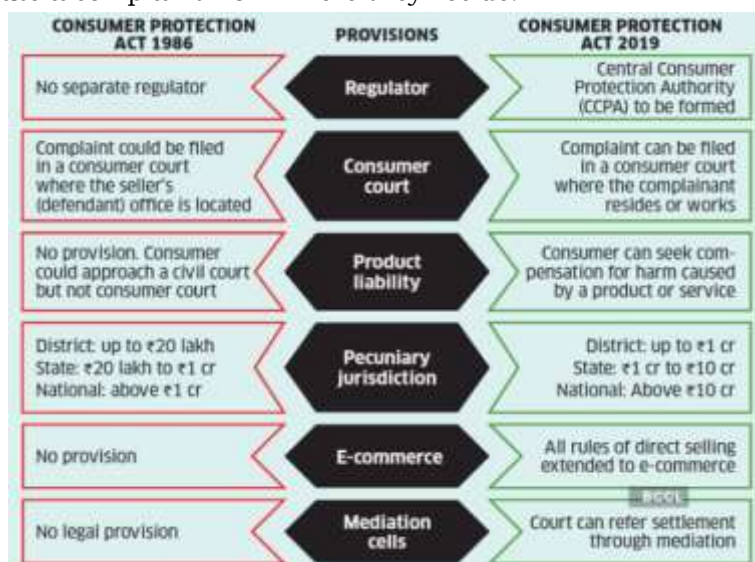 CONSUMER PROTECTION
ACT 1986
PROVISIONS
CONSUMER PROTECTION
ACT 2019
No separate regulator
Regulator
Central Consumer
Protection Authority
(CCPA) to be formed
Complaint could be filed
in a consumer court
where the seller's
(defendant) office is located
Consumer
court
Complaint can be filed
in a consumer court
where the complainant
resides or works
No provision. Consumer
could approach a civil court
but not consumer court
Product
liability
Consumer can seek com-
pensation for harm caused
by a product or service
District: up to ₹20 lakh
State: ₹20 lakh to ₹1 cr
National: above ₹1 cr
Pecuniary
jurisdiction
District: up to ₹1 cr
State: ₹1 cr to ₹10 cr
National: Above ₹10 cr
No provision
E-commerce
All rules of direct selling
extended to e-commerce
BCCL
No legal provision
Mediation
cells
Court can refer settlement
through mediation